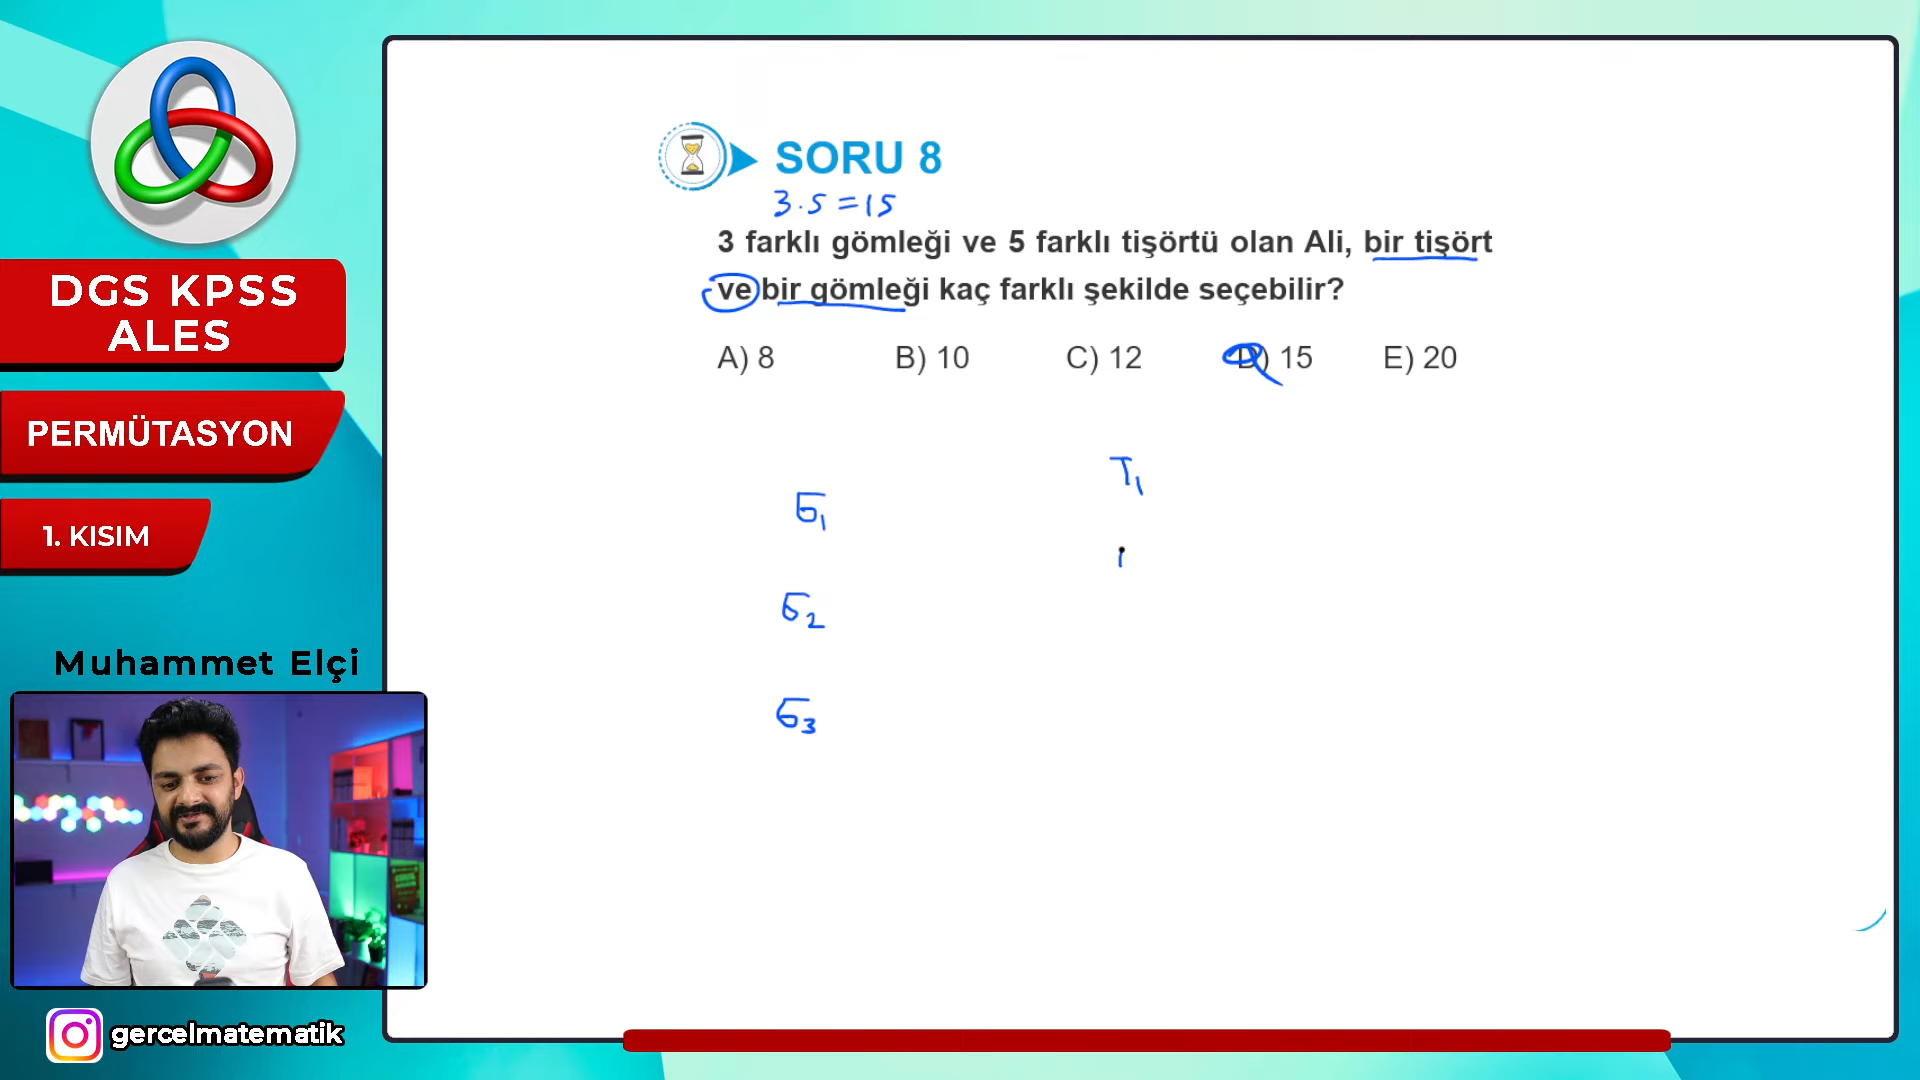 DGS KPSS
ALES
PERMÜTASYON
1. KISIM
Muhammet Elçi
gercelmatematik
SORU 8
3.5=15
3 farklı gömleği ve 5 farklı tişörtü olan Ali, bir tişört
ve bir gömleği kaç farklı şekilde seçebilir?
A) 8 B) 10 C) 12 D) 15 E) 20
G1
T1
G2
G3